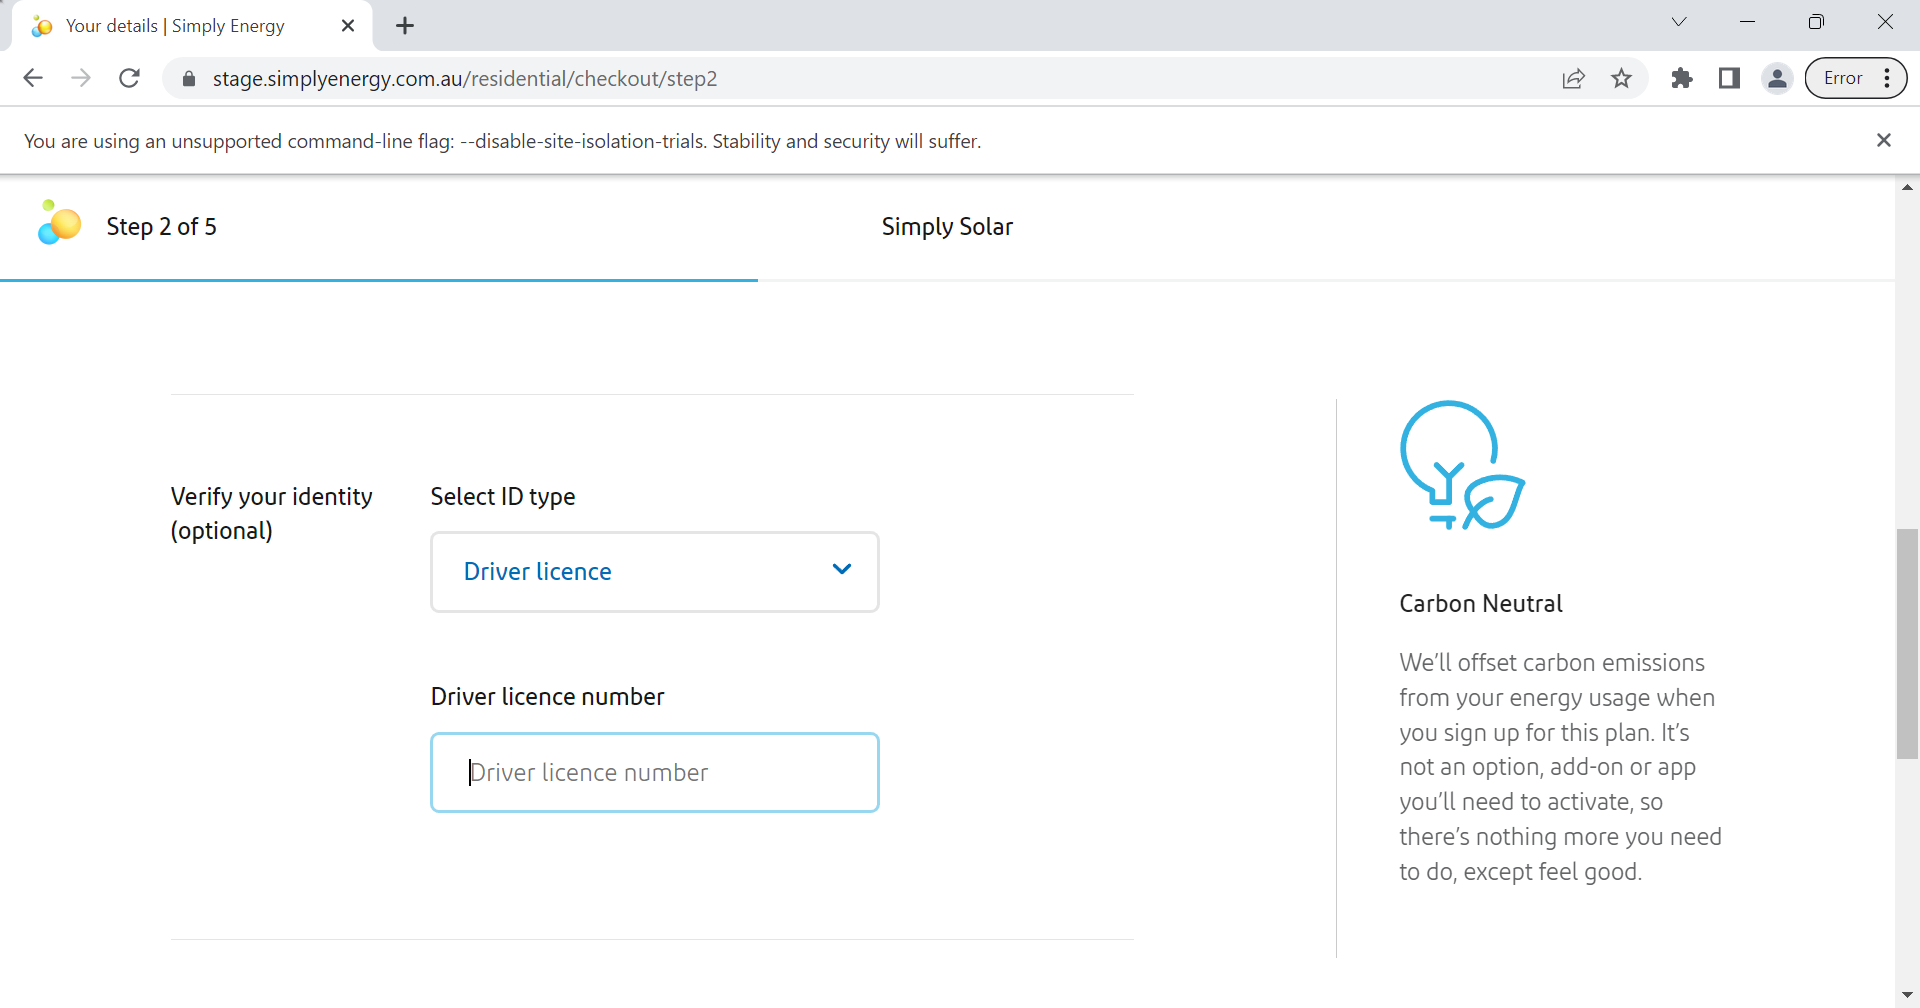 Your details | Simply Energy
stage.simplyenergy.com.au/residential/checkout/step2
Error
You are using an unsupported command-line flag: --disable-site-isolation-trials. Stability and security will suffer.
Step 2 of 5
Simply Solar
Verify your identity
(optional)
Select ID type
Driver licence
Driver licence number
Driver licence number
Carbon Neutral
We'll offset carbon emissions
from your energy usage when
you sign up for this plan. It's
not an option, add-on or app
you'll need to activate, so
there's nothing more you need
to do, except feel good.